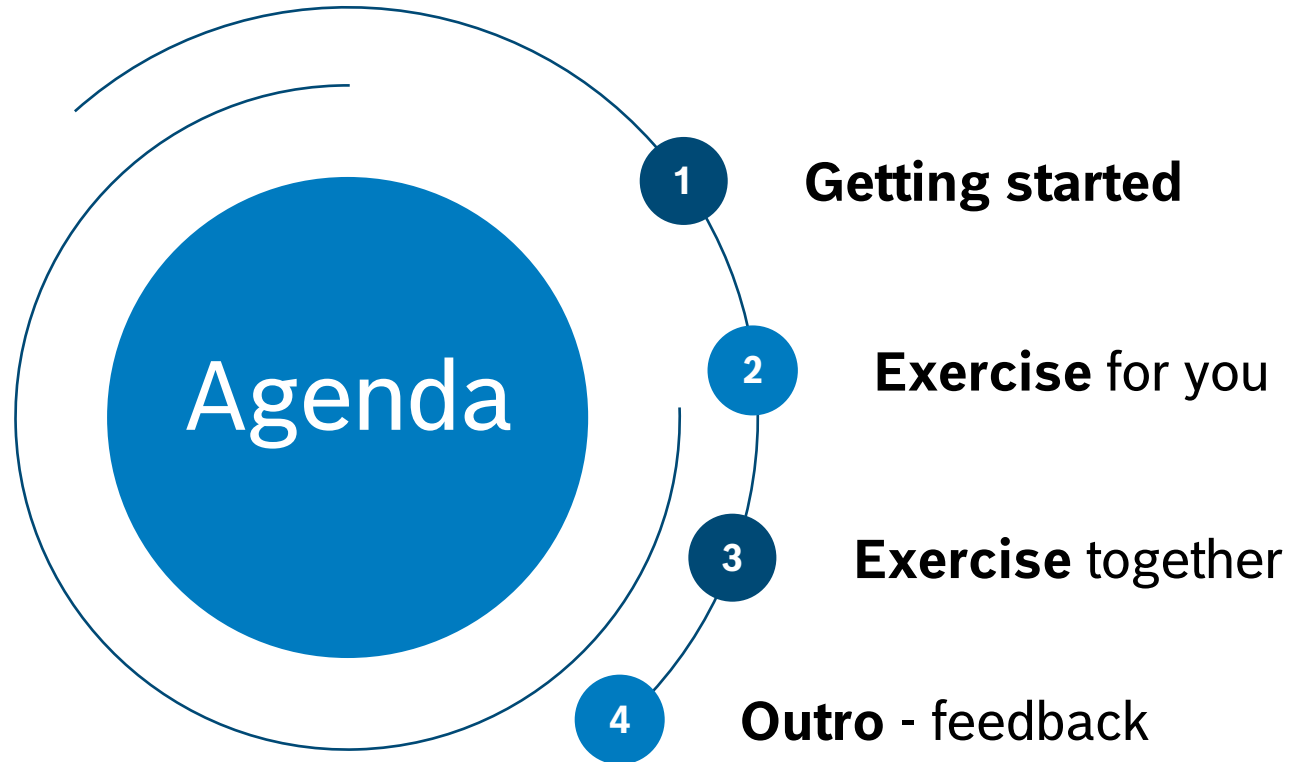 Agenda
1 Getting started
2 Exercise for you
3 Exercise together
4 Outro - feedback